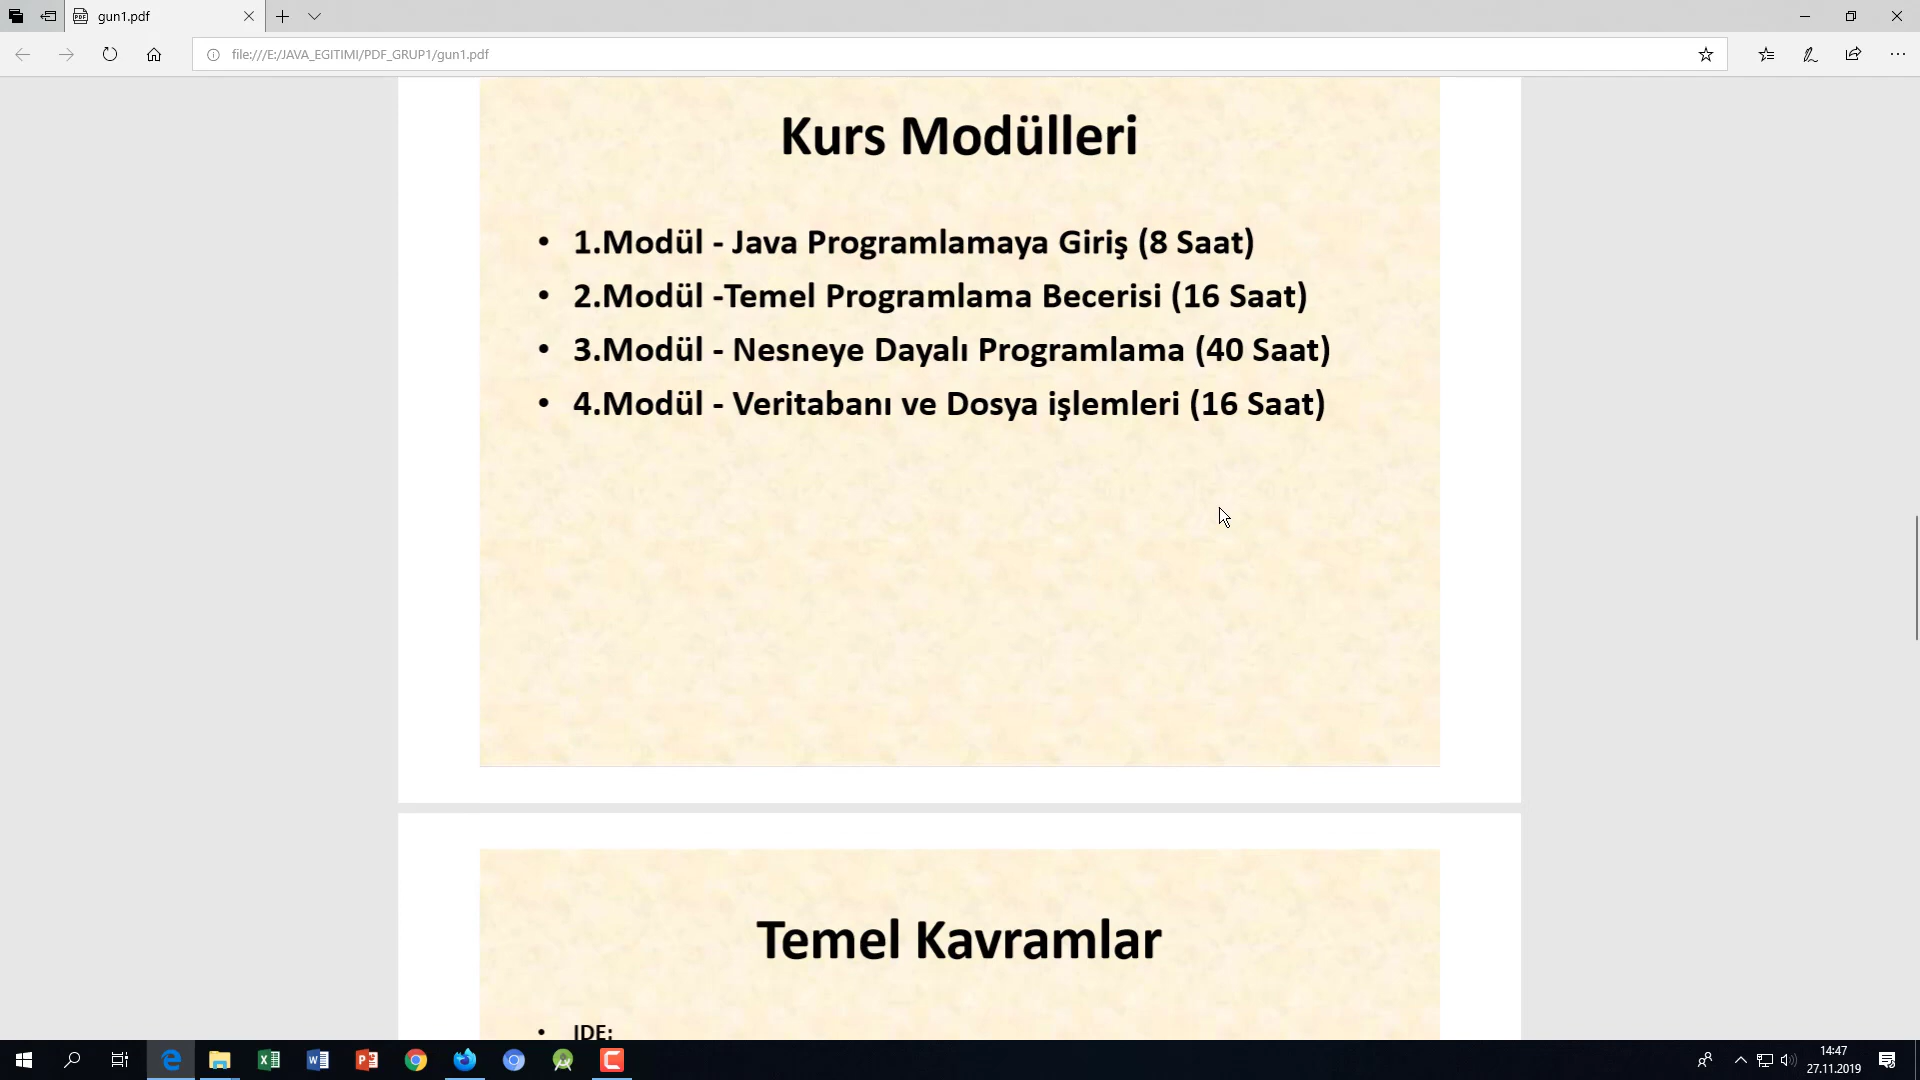 gun1.pdf
file:///E:/JAVA_EGITIMI/PDF_GRUP1/gun1.pdf
Kurs Modülleri
• 1.Modül - Java Programlamaya Giriş (8 Saat)
• 2.Modül -Temel Programlama Becerisi (16 Saat)
• 3.Modül - Nesneye Dayalı Programlama (40 Saat)
• 4.Modül - Veritabanı ve Dosya işlemleri (16 Saat)
Temel Kavramlar
• IDE:
14:47
27.11.2019